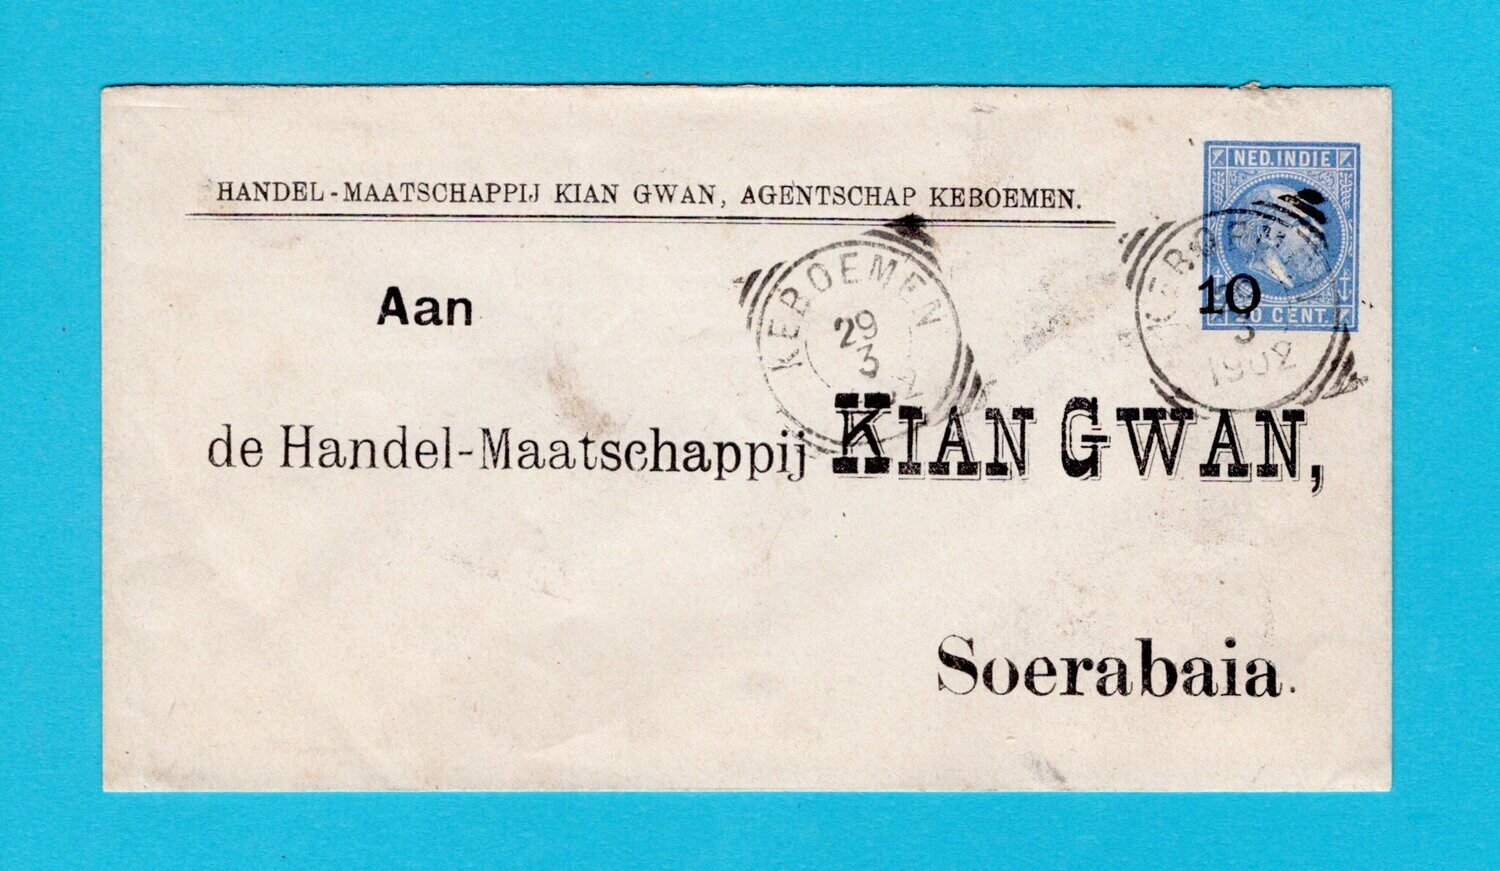 HANDEL-MAATSCHAPPIJ KIAN GWAN, AGENTSCHAP KEBOEMEN.
NED. INDIE
10
20 CENT.
KEBOEMEN
29
3
3
1902
Aan
de Handel-Maatschappij KIAN GWAN,
Soerabaia.